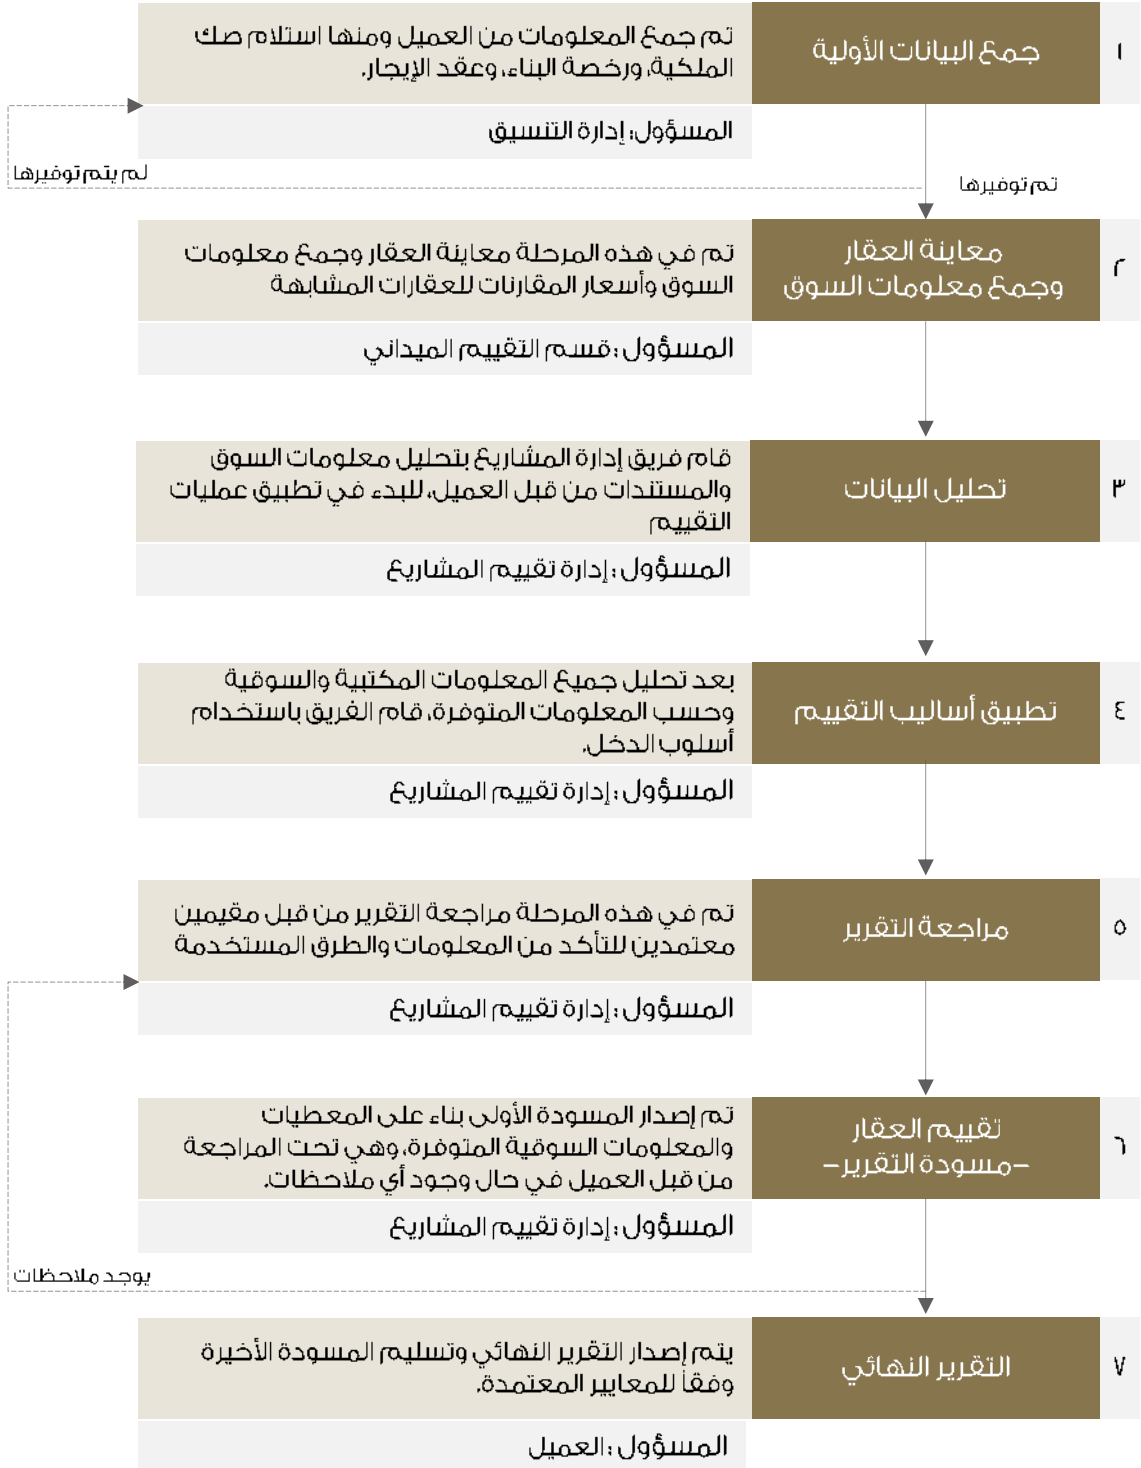 ١
جمع البيانات الأولية
تم جمع المعلومات من العميل ومنها استلام صك
الملكية، ورخصة البناء، وعقد الإيجار.
المسؤول: إدارة التنسيق
لم يتم توفيرها
تم توفيرها
٢
معاينة العقار
وجمع معلومات السوق
تم في هذه المرحلة معاينة العقار وجمع معلومات
السوق وأسعار المقارنات للعقارات المشابهة
المسؤول: قسم التقييم الميداني
٣
تحليل البيانات
قام فريق إدارة المشاريع بتحليل معلومات السوق
والمستندات من قبل العميل، للبدء في تطبيق عمليات
التقييم
المسؤول: إدارة تقييم المشاريع
٤
تطبيق أساليب التقييم
بعد تحليل جميع المعلومات المكتبية والسوقية
وحسب المعلومات المتوفرة، قام الفريق باستخدام
أسلوب الدخل.
المسؤول: إدارة تقييم المشاريع
٥
مراجعة التقرير
تم في هذه المرحلة مراجعة التقرير من قبل مقيمين
معتمدين للتأكد من المعلومات والطرق المستخدمة
المسؤول: إدارة تقييم المشاريع
٦
تقييم العقار
-مسودة التقرير-
تم إصدار المسودة الأولى بناء على المعطيات
والمعلومات السوقية المتوفرة، وهي تحت المراجعة
من قبل العميل في حال وجود أي ملاحظات.
المسؤول: إدارة تقييم المشاريع
يوجد ملاحظات
٧
التقرير النهائي
يتم إصدار التقرير النهائي وتسليم المسودة الأخيرة
وفقاً للمعايير المعتمدة.
المسؤول: العميل